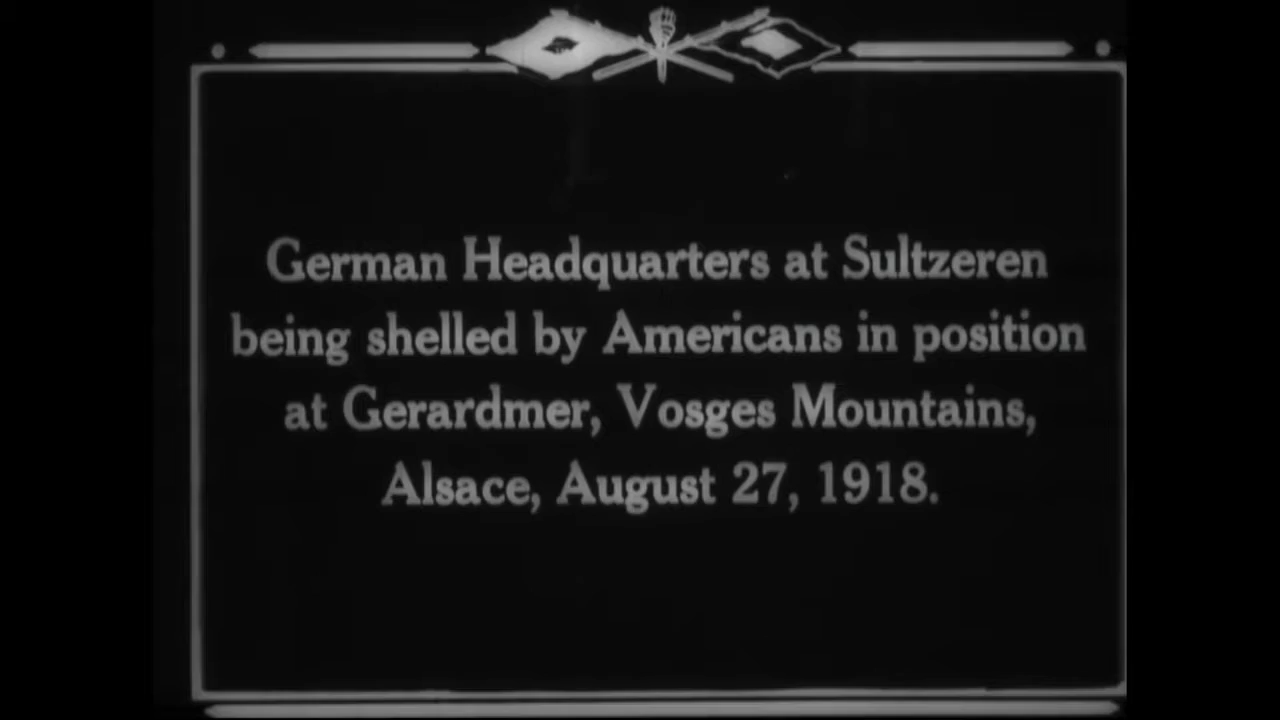 German Headquarters at Sultzeren
being shelled by Americans in position
at Gerardmer, Vosges Mountains,
Alsace, August 27, 1918.